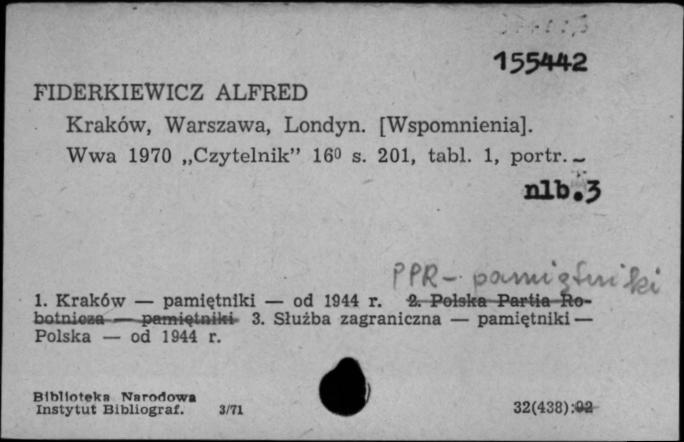 155442
FIDERKIEWICZ ALFRED
Kraków, Warszawa, Londyn. [Wspomnienia].
Wwa 1970 „Czytelnik” 16⁰ s. 201, tabl. 1, portr. –
nlb. 3
PPR – pamiętniki
1. Kraków — pamiętniki — od 1944 r. 2. Polska Partia Ro-
botnicza — pamiętniki 3. Służba zagraniczna — pamiętniki —
Polska — od 1944 r.
Biblioteka Narodowa
Instytut Bibliograf. 3/71 32(438):92